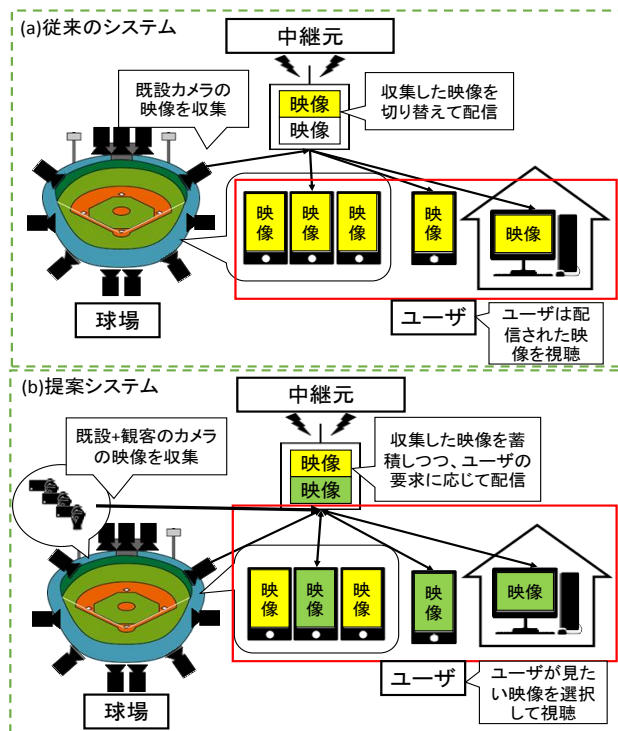 (a)従来のシステム
中継元
既設カメラの
映像を収集
映像
映像
収集した映像を
切り替えて配信
映像
映像
映像
映像
映像
球場
ユーザ
ユーザは配
信された映
像を視聴
(b)提案システム
中継元
既設+観客のカメラ
の映像を収集
映像
映像
収集した映像を蓄
積しつつ、ユーザの
要求に応じて配信
映像
映像
映像
映像
映像
球場
ユーザ
ユーザが見た
い映像を選択
して視聴